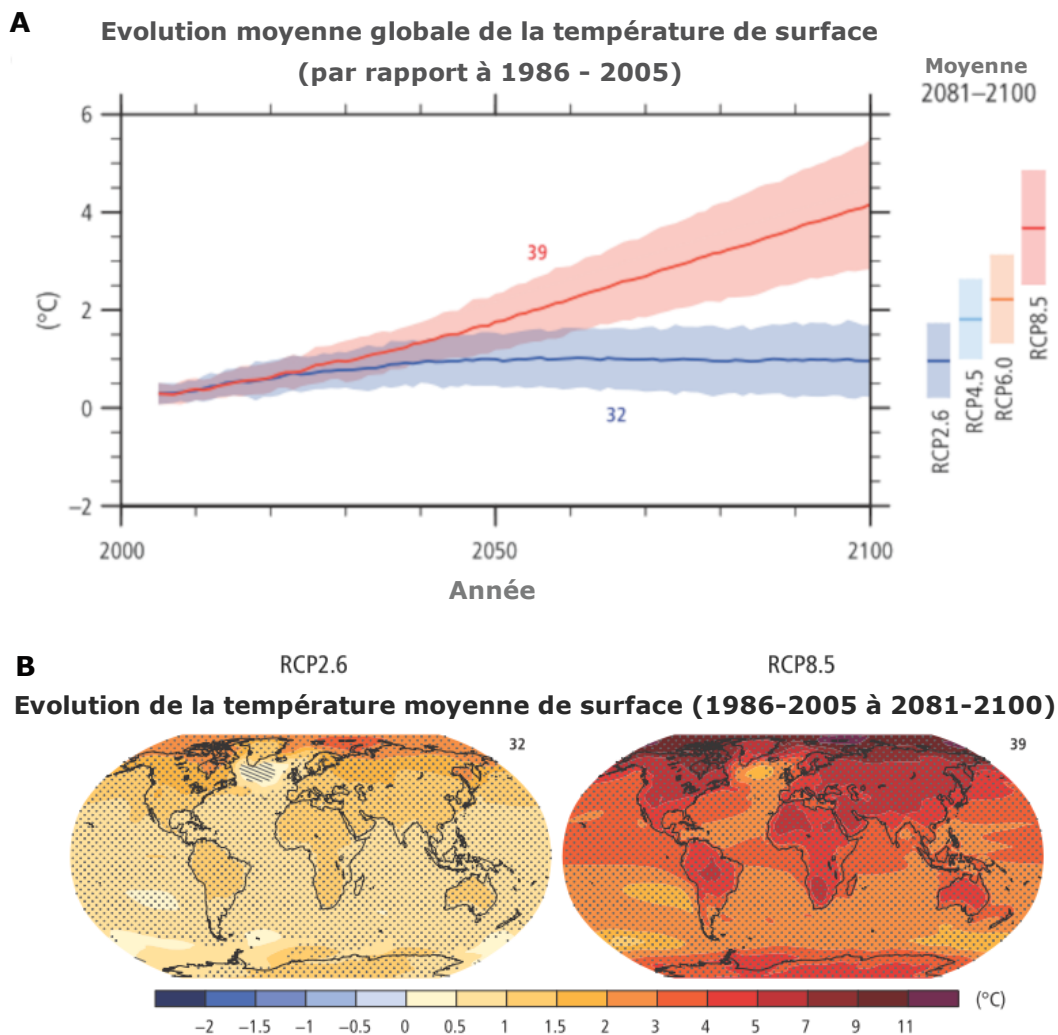 A
Evolution moyenne globale de la température de surface
(par rapport à 1986 - 2005)
Moyenne
2081–2100
6
4
2
0
–2
(°C)
39
32
2000
2050
2100
Année
RCP2.6
RCP4.5
RCP6.0
RCP8.5
B
RCP2.6
RCP8.5
Evolution de la température moyenne de surface (1986-2005 à 2081-2100)
32
39
–2 –1.5 –1 –0.5 0 0.5 1 1.5 2 3 4 5 7 9 11
(°C)